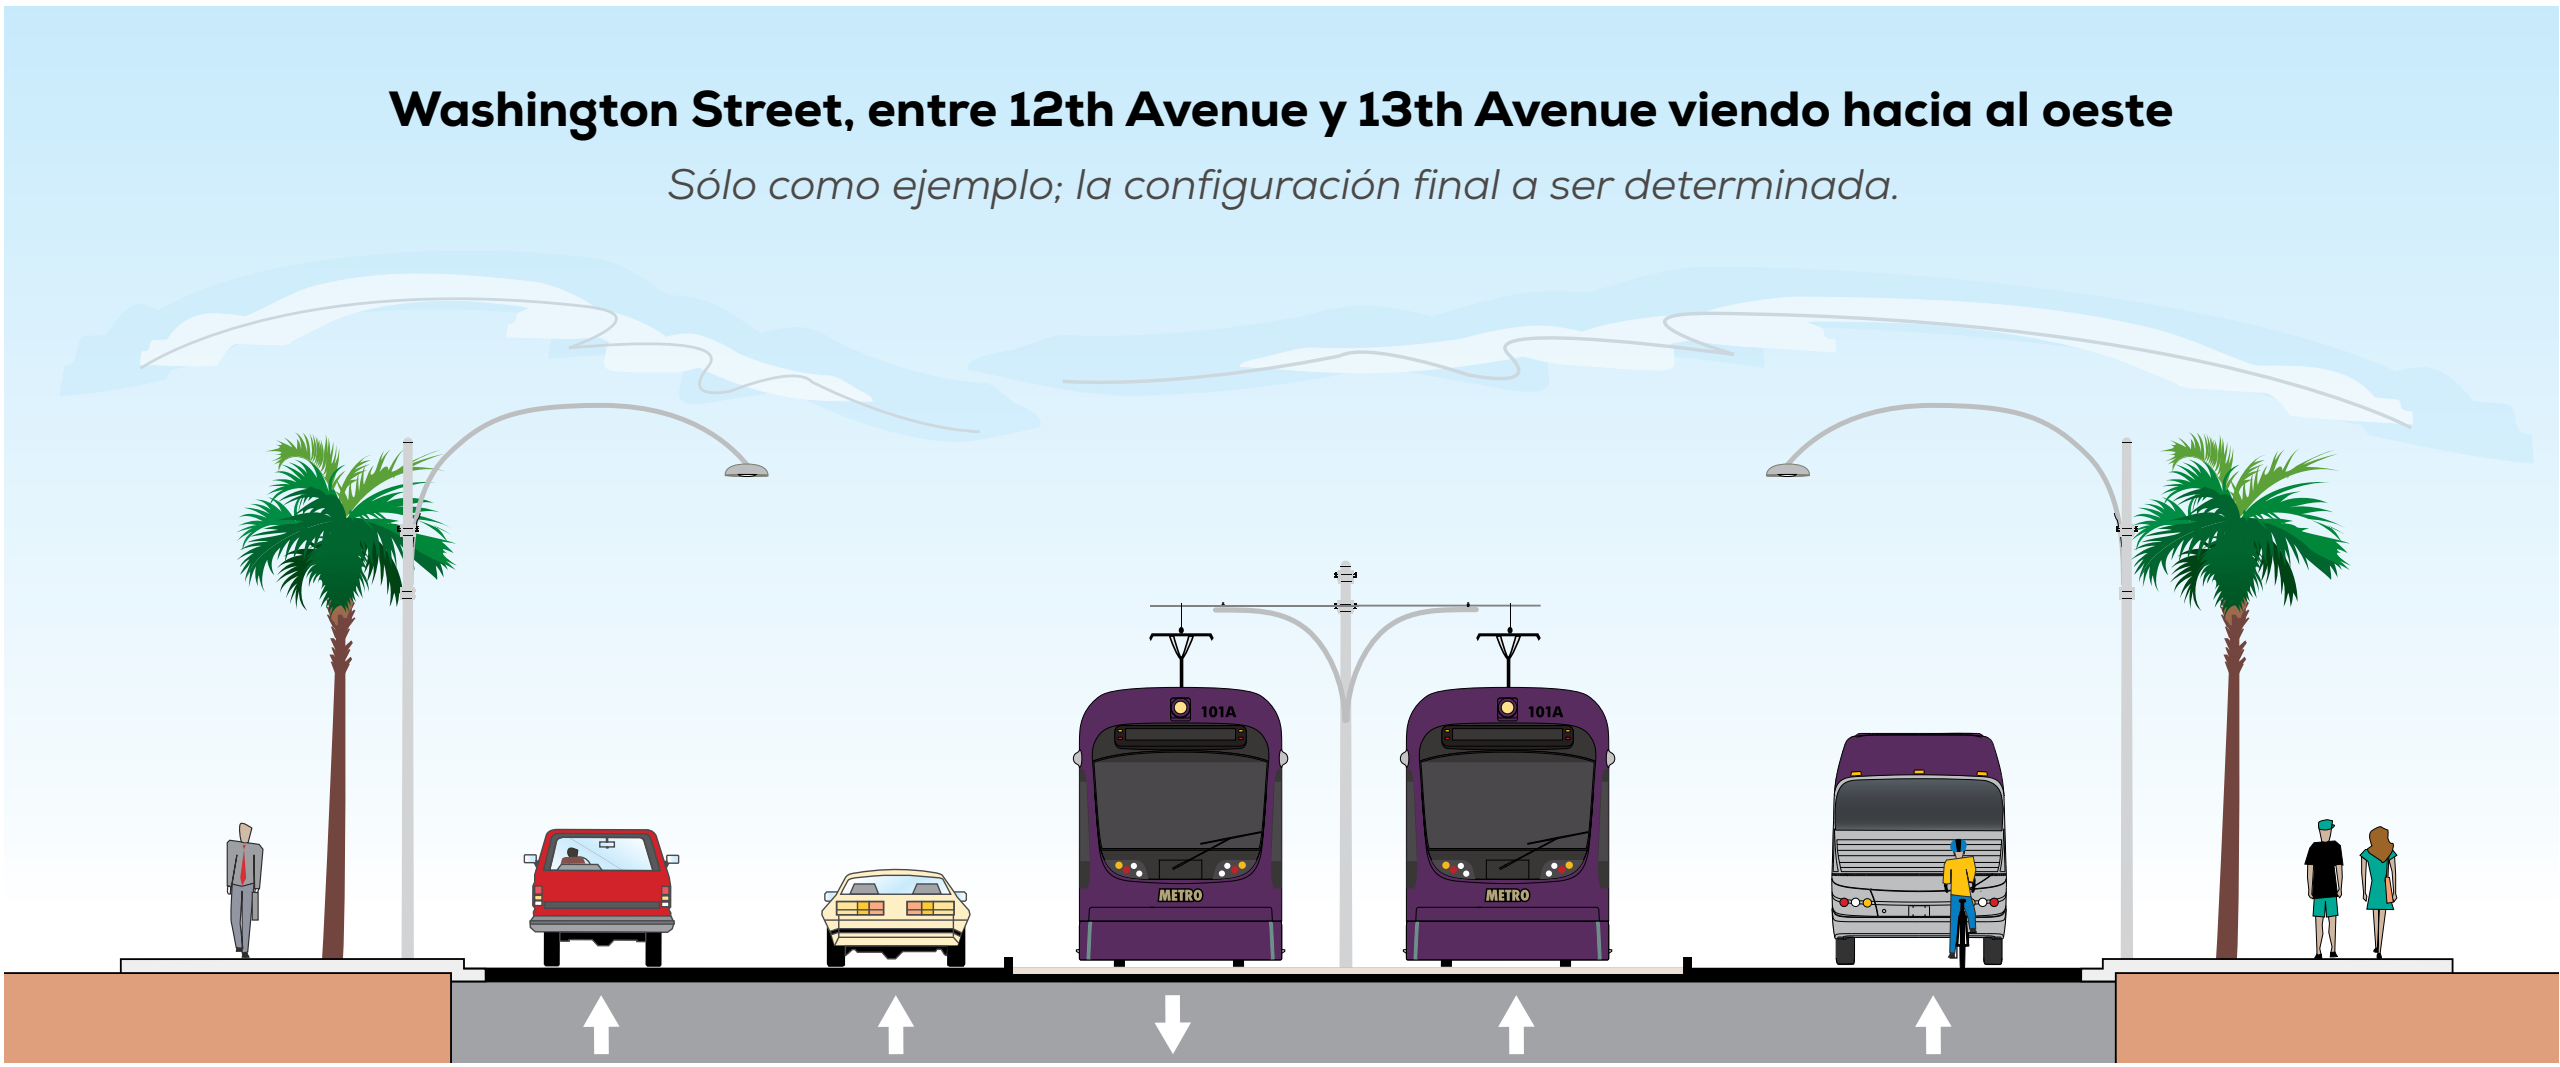 Washington Street, entre 12th Avenue y 13th Avenue viendo hacia al oeste
Sólo como ejemplo; la configuración final a ser determinada.
101A
101A
METRO
METRO